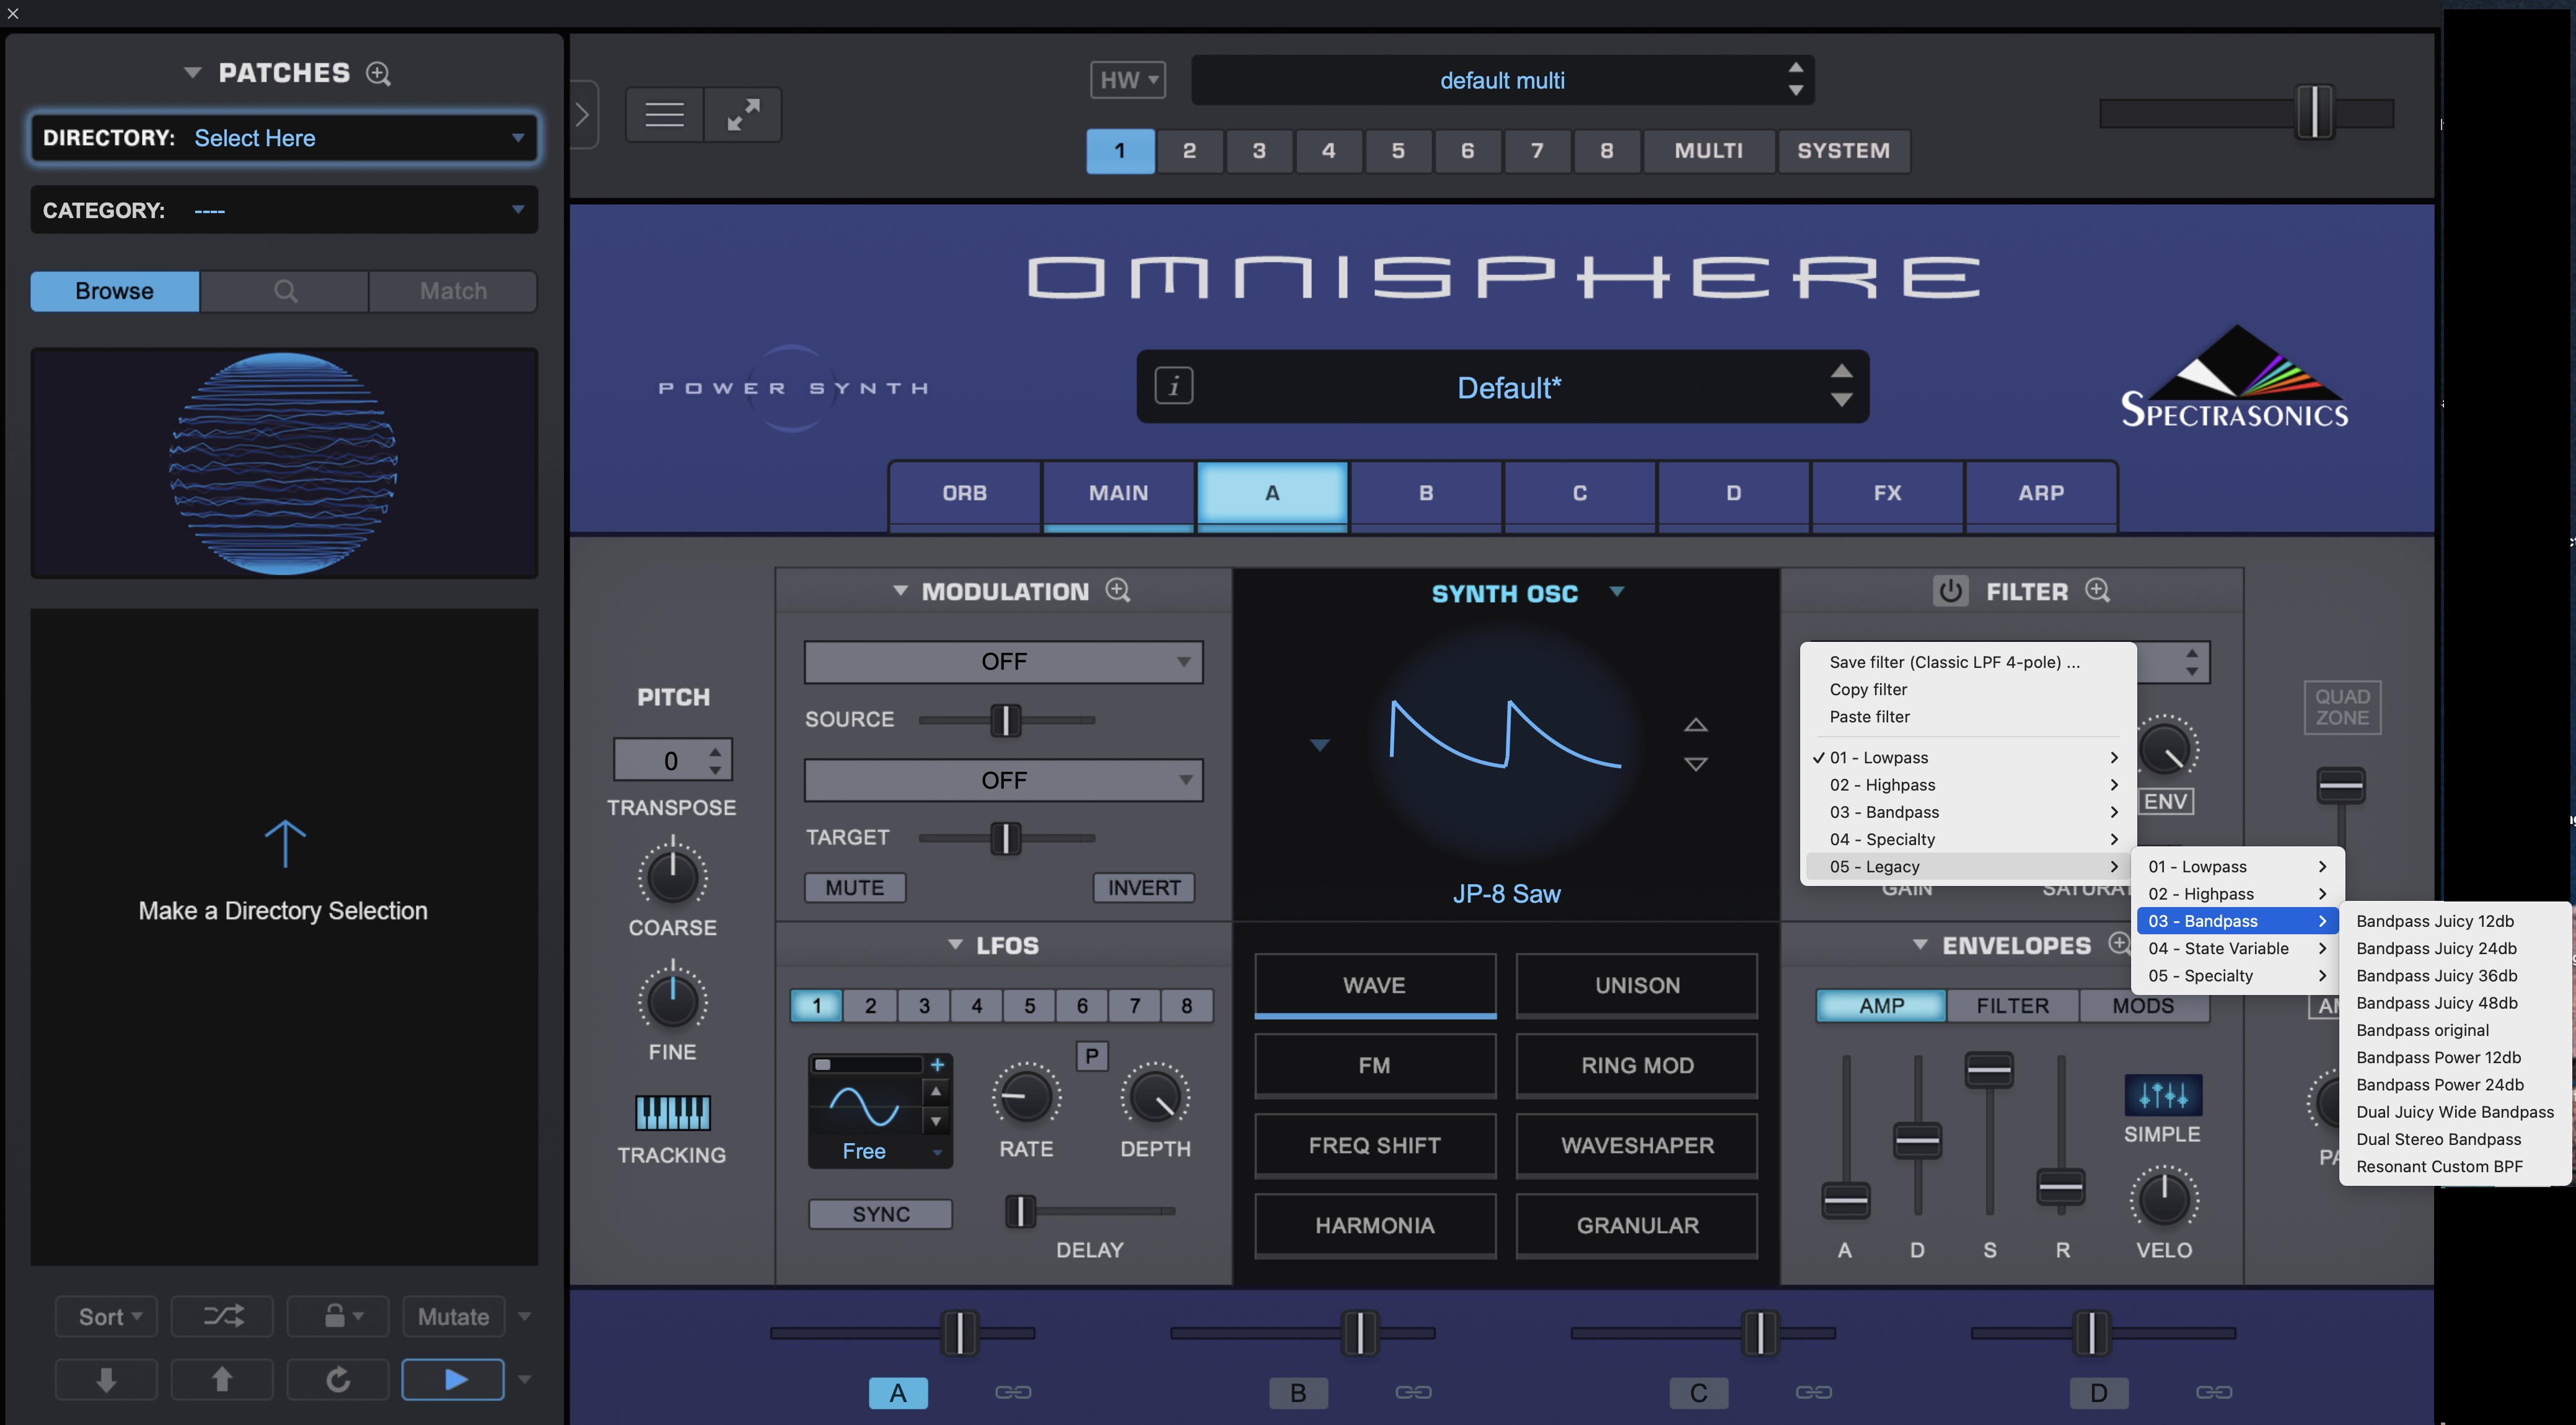 PATCHES
DIRECTORY: Select Here
CATEGORY: ----
Browse
Match
Make a Directory Selection
Sort
Mutate
HW
default multi
1 2 3 4 5 6 7 8 MULTI SYSTEM
OMNISPHERE
POWER SYNTH
i
Default*
SPECTRASONICS
ORB MAIN A B C D FX ARP
PITCH
0
TRANSPOSE
COARSE
FINE
TRACKING
MODULATION
OFF
SOURCE
OFF
TARGET
MUTE
INVERT
LFOS
1 2 3 4 5 6 7 8
Free
P
RATE
DEPTH
SYNC
DELAY
SYNTH OSC
JP-8 Saw
WAVE
UNISON
FM
RING MOD
FREQ SHIFT
WAVESHAPER
HARMONIA
GRANULAR
FILTER
Save filter (Classic LPF 4-pole) ...
Copy filter
Paste filter
01 - Lowpass
02 - Highpass
03 - Bandpass
04 - Specialty
05 - Legacy
01 - Lowpass
02 - Highpass
03 - Bandpass
04 - State Variable
05 - Specialty
Bandpass Juicy 12db
Bandpass Juicy 24db
Bandpass Juicy 36db
Bandpass Juicy 48db
Bandpass original
Bandpass Power 12db
Bandpass Power 24db
Dual Juicy Wide Bandpass
Dual Stereo Bandpass
Resonant Custom BPF
ENV
GAIN
QUAD
ZONE
ENVELOPES
AMP FILTER MODS
SIMPLE
A D S R VELO
A B C D